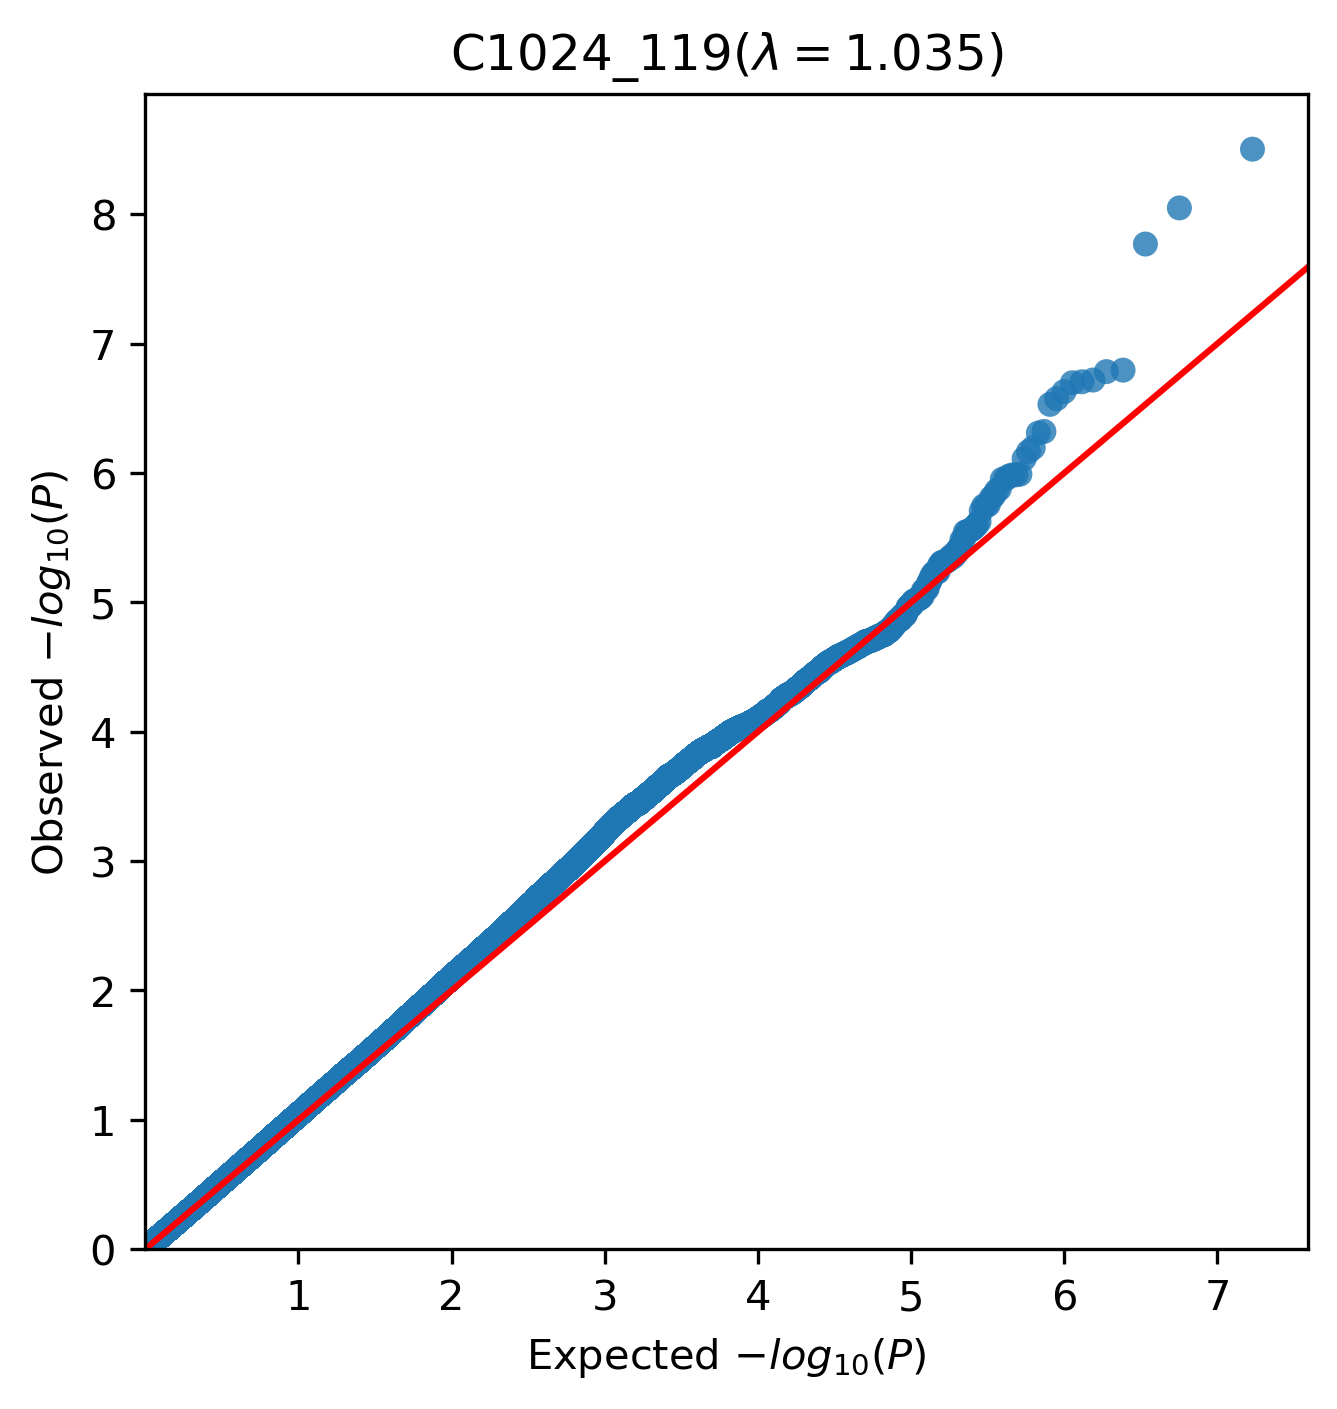 C1024_119(λ = 1.035)
Observed −log₁₀(P)
8
7
6
5
4
3
2
1
0
1 2 3 4 5 6 7
Expected −log₁₀(P)